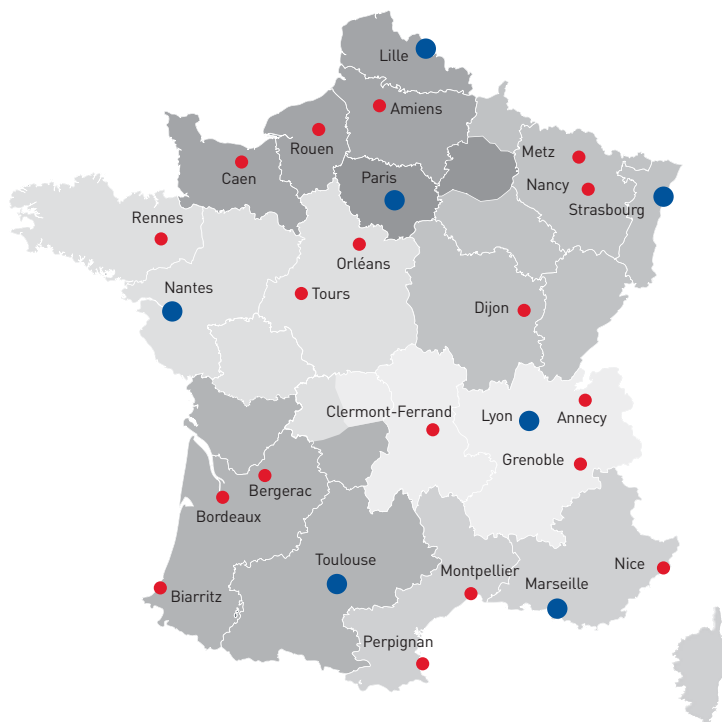 Lille
Amiens
Rouen
Metz
Caen
Paris
Nancy
Strasbourg
Rennes
Orléans
Nantes
Tours
Dijon
Clermont-Ferrand
Lyon
Annecy
Grenoble
Bergerac
Bordeaux
Toulouse
Montpellier
Nice
Marseille
Biarritz
Perpignan